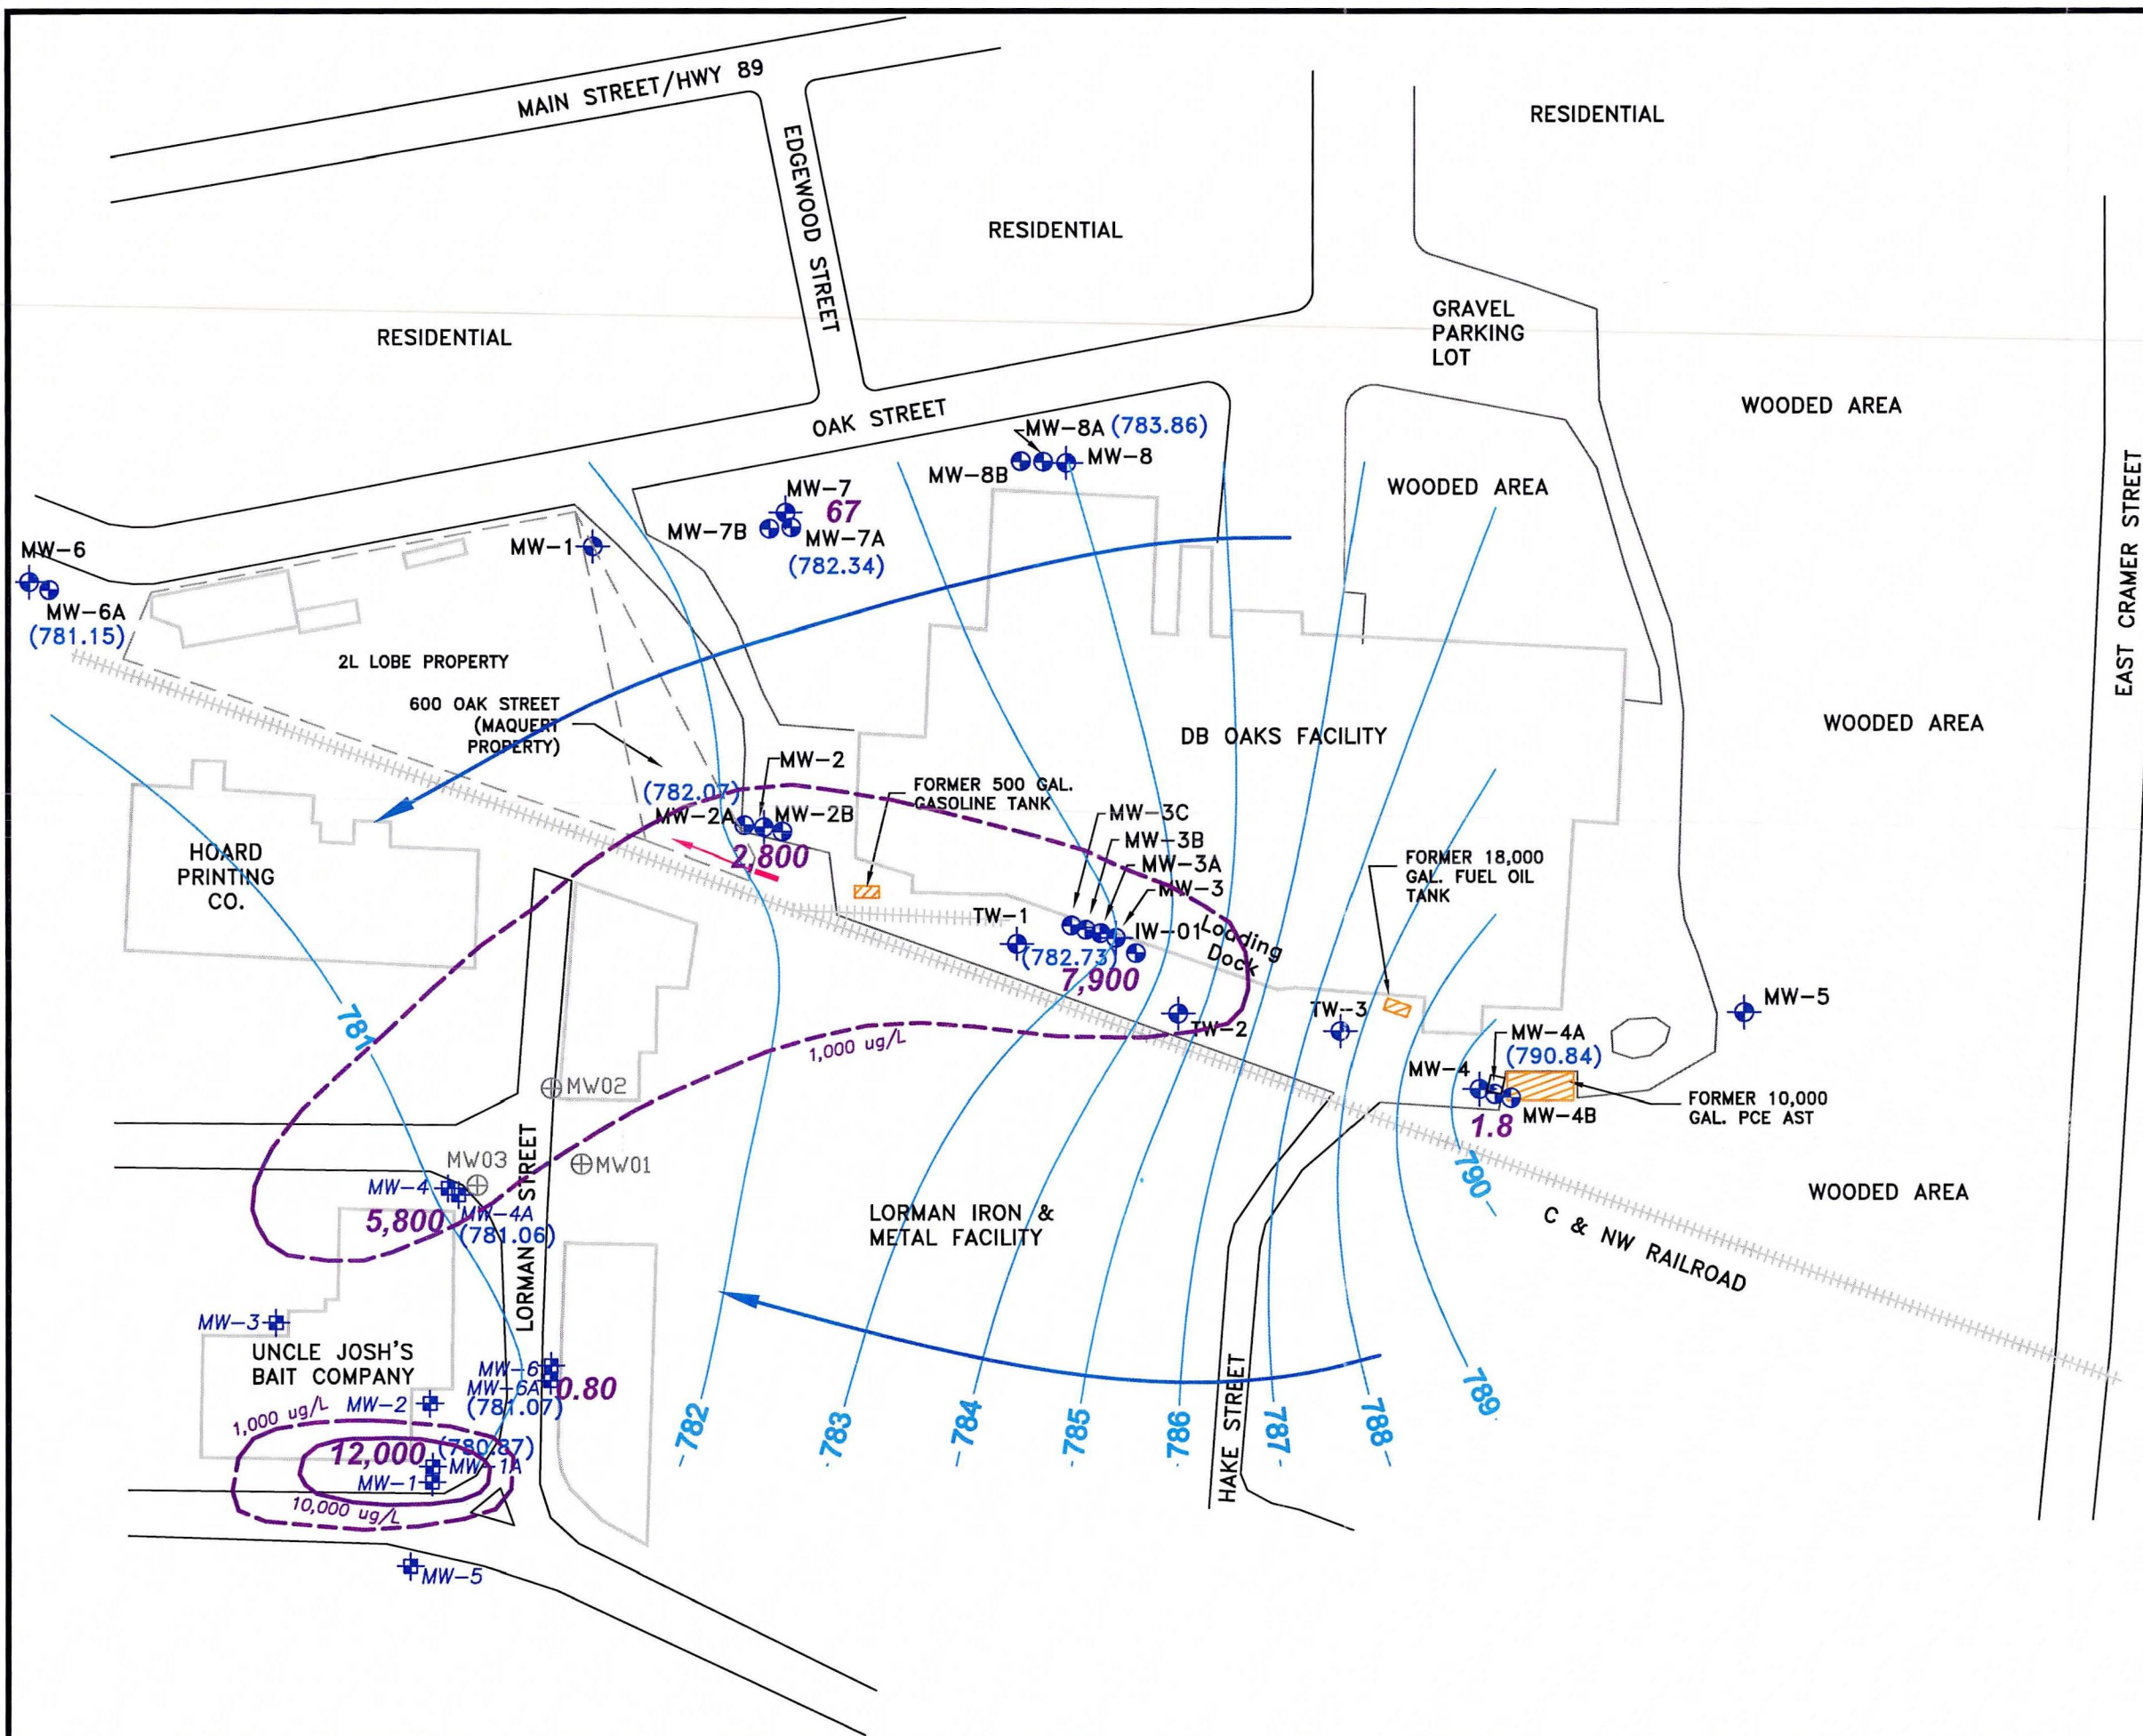 MAIN STREET/HWY 89
EDGEWOOD STREET
RESIDENTIAL
RESIDENTIAL
RESIDENTIAL
GRAVEL
PARKING
LOT
WOODED AREA
WOODED AREA
EAST CRAMER STREET
OAK STREET
MW-8A (783.86)
MW-8
MW-8B
MW-7
67
MW-7B
MW-7A
(782.34)
MW-1
MW-6
MW-6A
(781.15)
2L LOBE PROPERTY
600 OAK STREET
(MAQUERT
PROPERTY)
DB OAKS FACILITY
WOODED AREA
MW-2
(782.07)
MW-2A
MW-2B
2,800
FORMER 500 GAL.
GASOLINE TANK
MW-3C
MW-3B
MW-3A
MW-3
IW-01
TW-1
(782.73)
7,900
Loading
Dock
FORMER 18,000
GAL. FUEL OIL
TANK
HOARD
PRINTING
CO.
TW-2
TW-3
MW-5
MW-4A
(790.84)
MW-4
MW-4B
1.8
FORMER 10,000
GAL. PCE AST
781
1,000 ug/L
MW02
MW01
MW03
MW-4
MW-4A
5,800
(781.06)
LORMAN STREET
LORMAN IRON &
METAL FACILITY
790
WOODED AREA
C & NW RAILROAD
MW-3
UNCLE JOSH'S
BAIT COMPANY
MW-6
MW-6A
0.80
(781.07)
MW-2
1,000 ug/L
12,000
(780.87)
MW-1A
MW-1
10,000 ug/L
MW-5
782
783
784
785
786
787
788
789
HAKE STREET